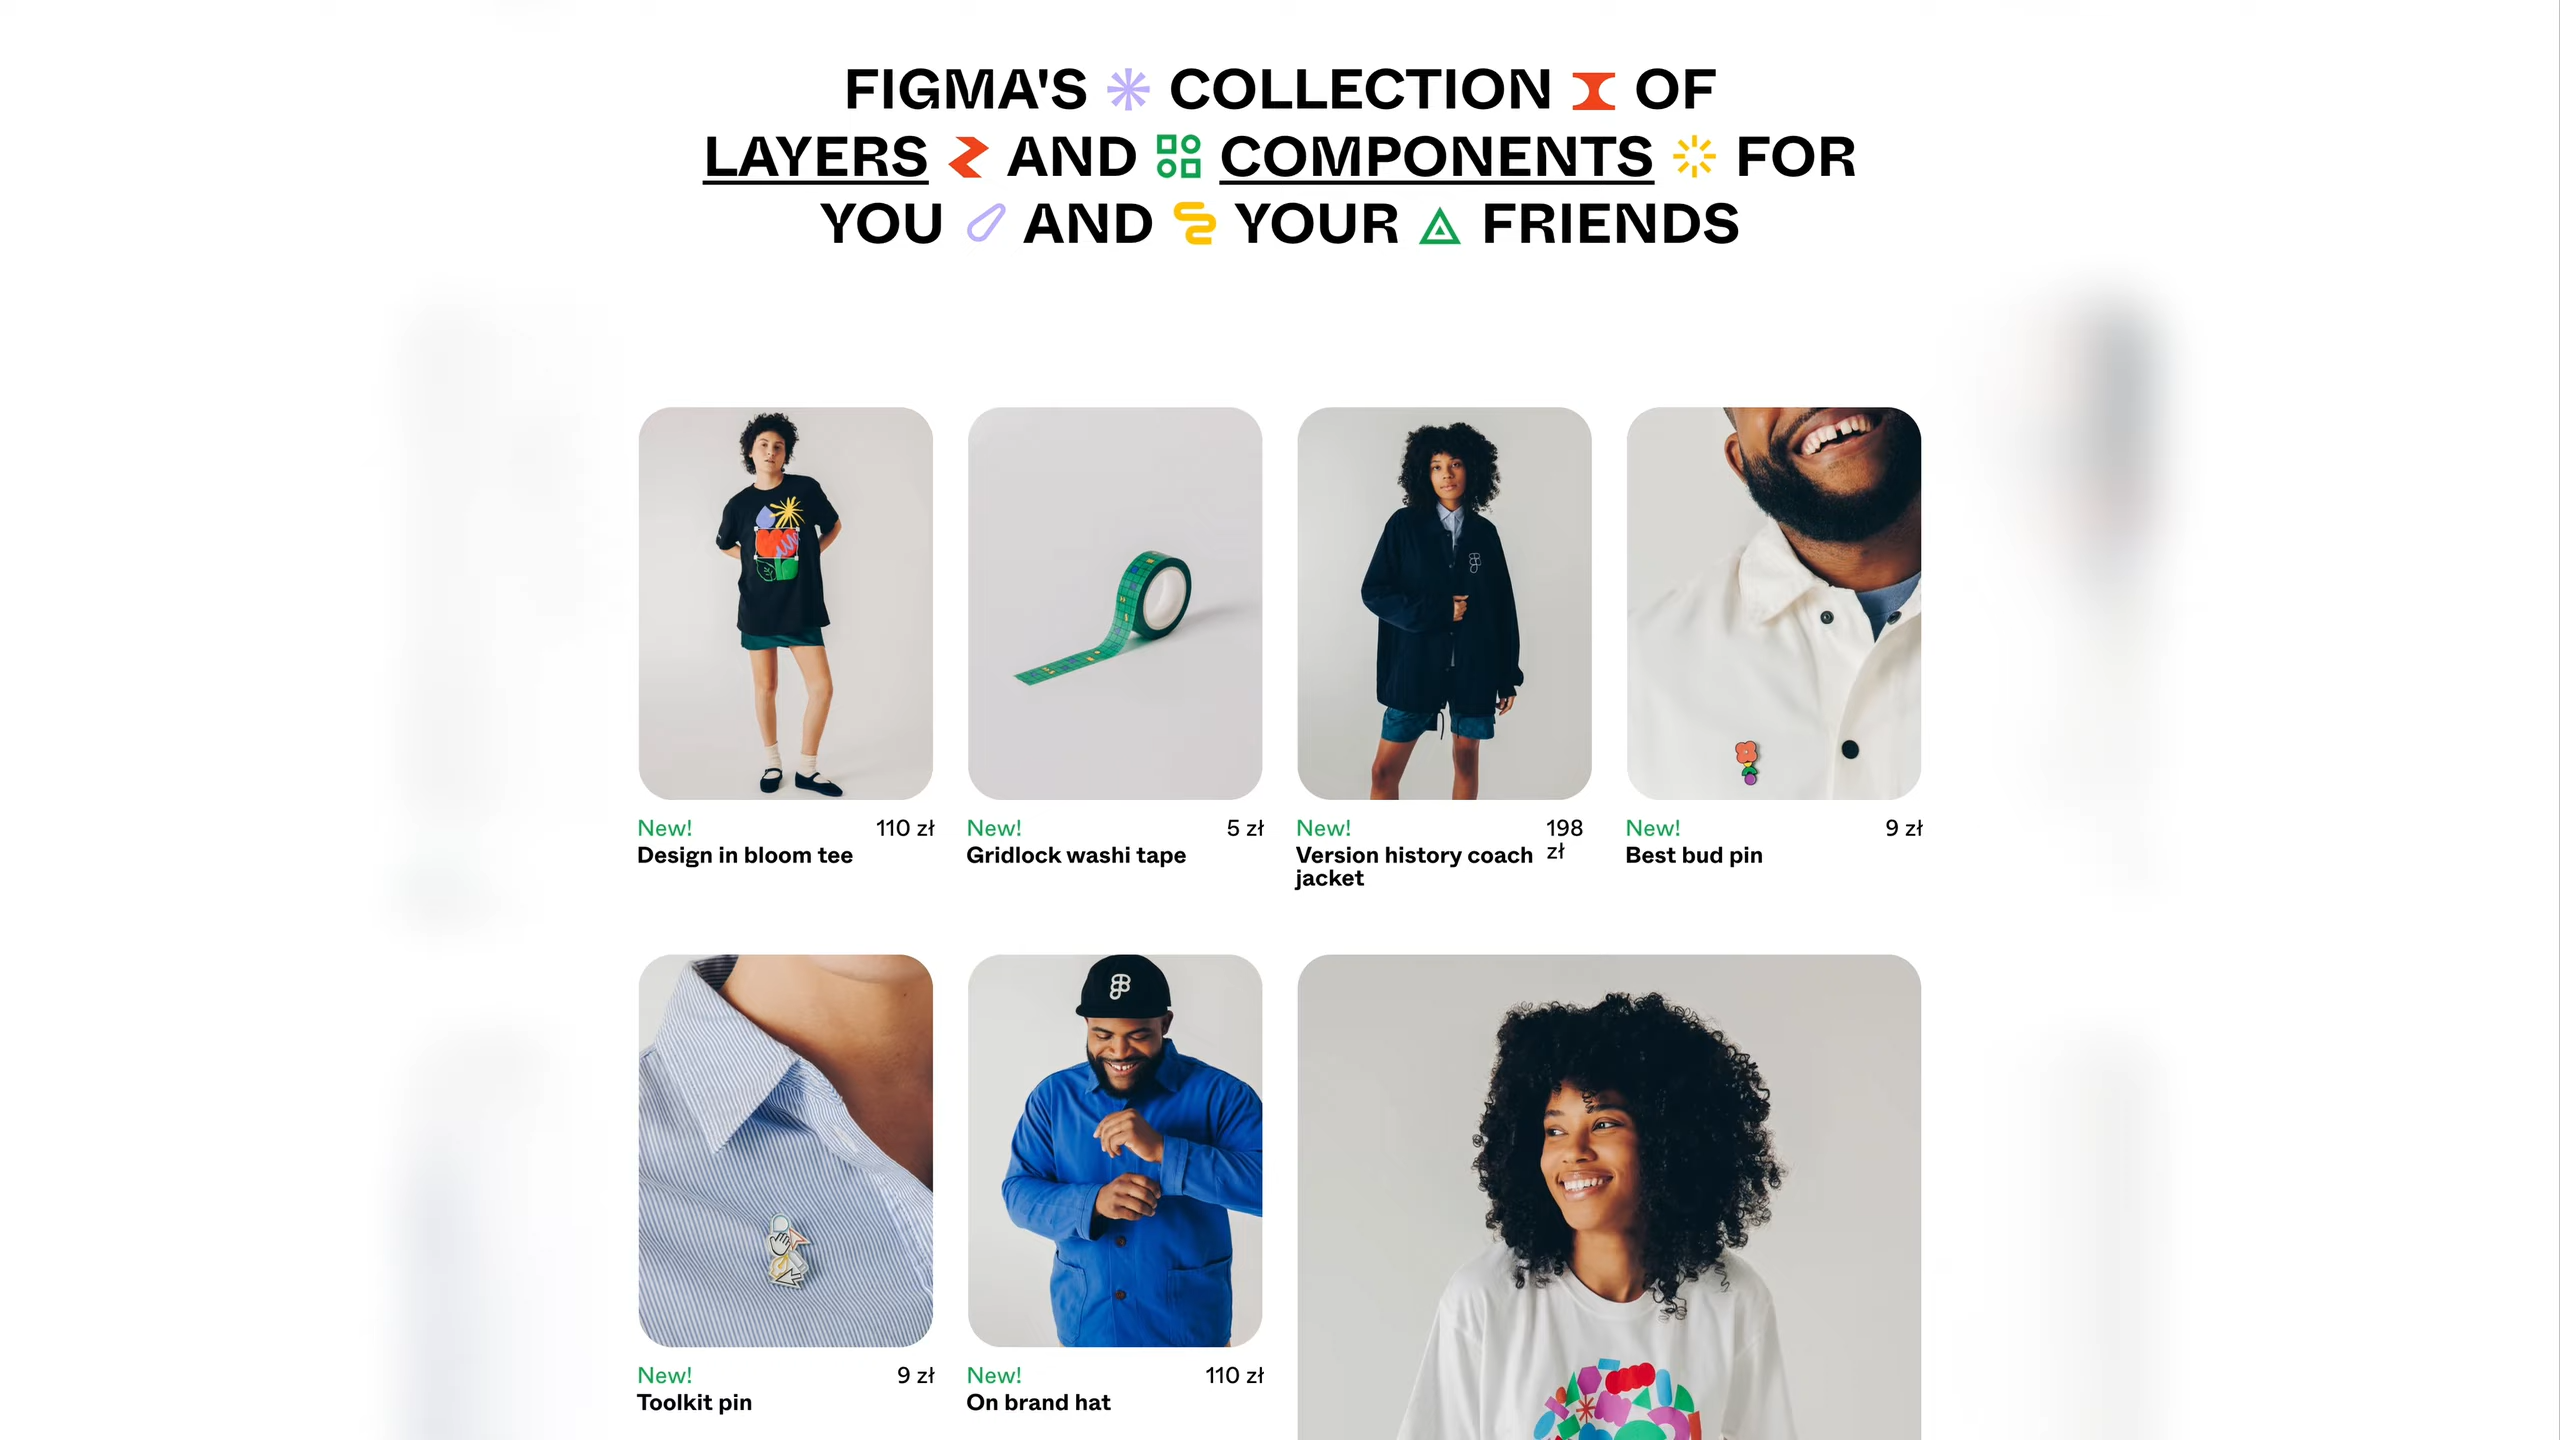 FIGMA'S COLLECTION OF
LAYERS AND COMPONENTS FOR
YOU AND YOUR FRIENDS
New! 110 zł
Design in bloom tee
New! 5 zł
Gridlock washi tape
New! 198 zł
Version history coach
jacket
New! 9 zł
Best bud pin
New! 9 zł
Toolkit pin
New! 110 zł
On brand hat